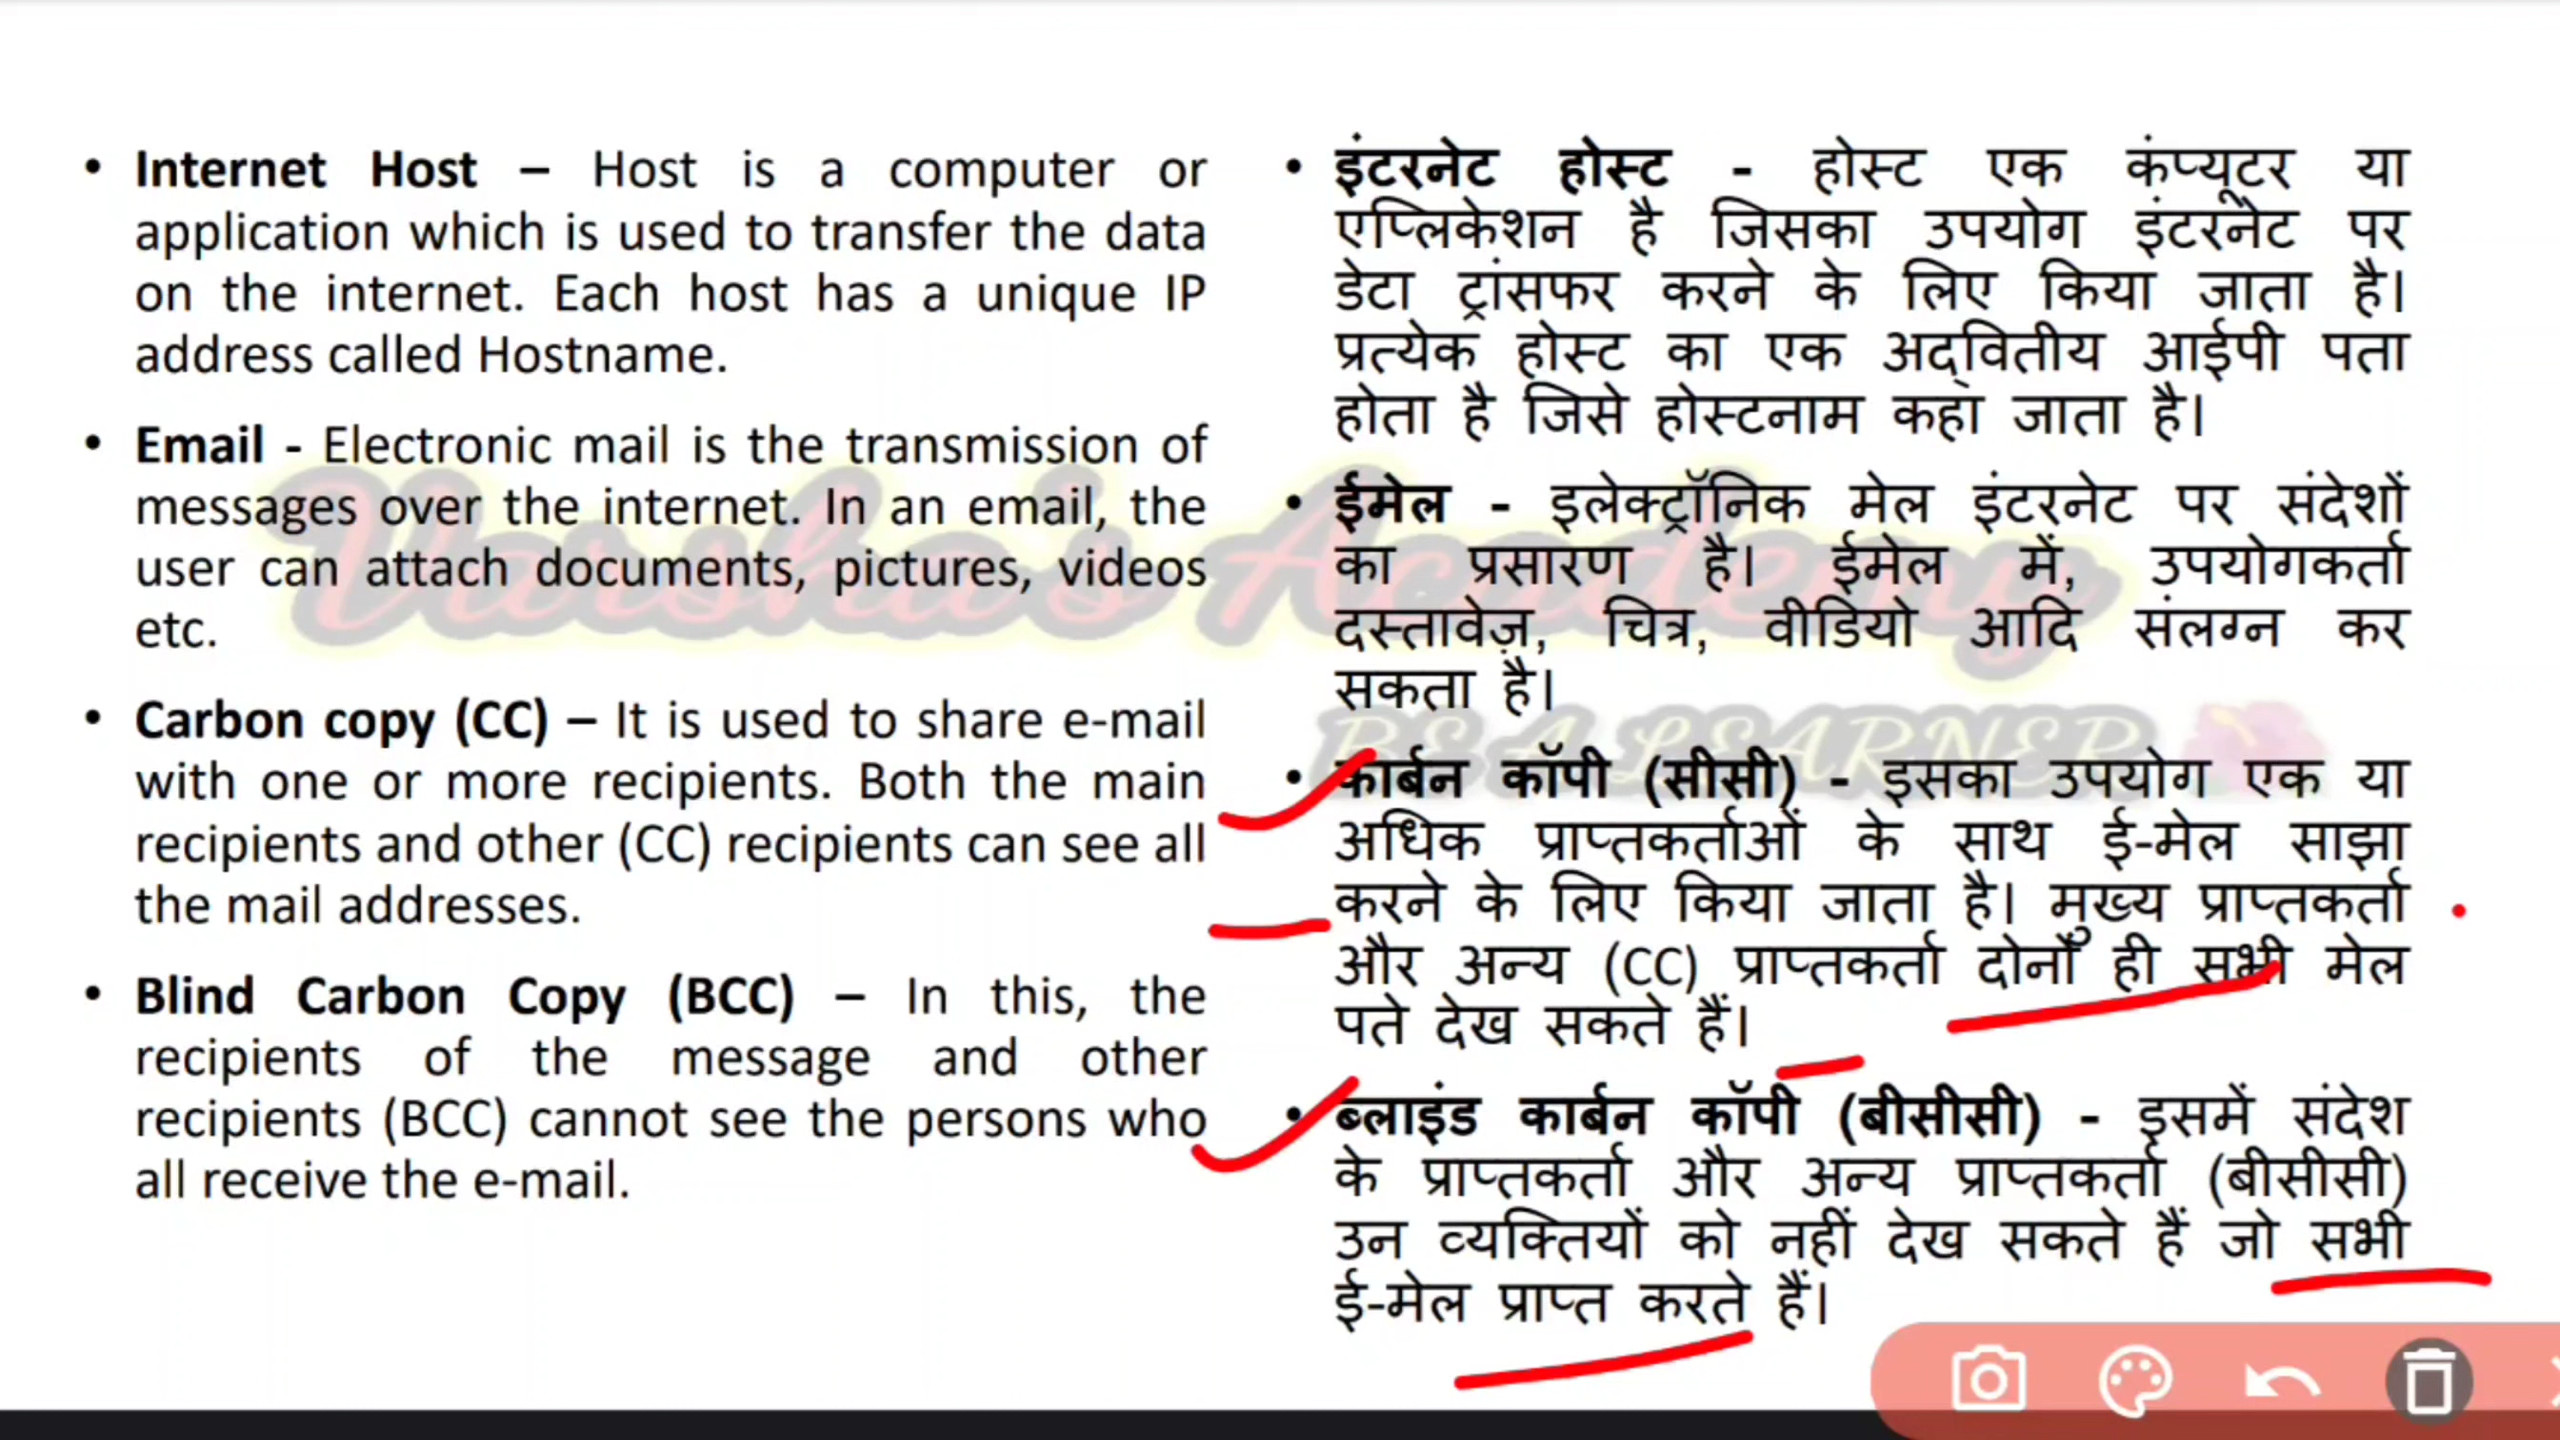 • Internet Host – Host is a computer or
application which is used to transfer the data
on the internet. Each host has a unique IP
address called Hostname.
• Email - Electronic mail is the transmission of
messages over the internet. In an email, the
user can attach documents, pictures, videos
etc.
• Carbon copy (CC) – It is used to share e-mail
with one or more recipients. Both the main
recipients and other (CC) recipients can see all
the mail addresses.
• Blind Carbon Copy (BCC) – In this, the
recipients of the message and other
recipients (BCC) cannot see the persons who
all receive the e-mail.
• इंटरनेट होस्ट - होस्ट एक कंप्यूटर या
एप्लिकेशन है जिसका उपयोग इंटरनेट पर
डेटा ट्रांसफर करने के लिए किया जाता है।
प्रत्येक होस्ट का एक अद्वितीय आईपी पता
होता है जिसे होस्टनाम कहा जाता है।
• ईमेल - इलेक्ट्रॉनिक मेल इंटरनेट पर संदेशों
का प्रसारण है। ईमेल में, उपयोगकर्ता
दस्तावेज़, चित्र, वीडियो आदि संलग्न कर
सकता है।
• कार्बन कॉपी (सीसी) - इसका उपयोग एक या
अधिक प्राप्तकर्ताओं के साथ ई-मेल साझा
करने के लिए किया जाता है। मुख्य प्राप्तकर्ता
और अन्य (CC) प्राप्तकर्ता दोनों ही सभी मेल
पते देख सकते हैं।
• ब्लाइंड कार्बन कॉपी (बीसीसी) - इसमें संदेश
के प्राप्तकर्ता और अन्य प्राप्तकर्ता (बीसीसी)
उन व्यक्तियों को नहीं देख सकते हैं जो सभी
ई-मेल प्राप्त करते हैं।
Varsha's Academy
BE A LEARNER